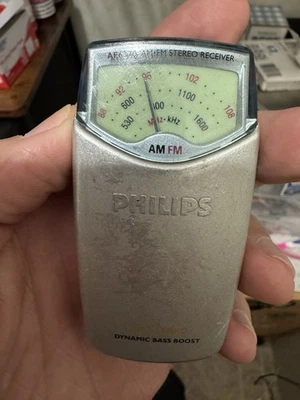 AM•FM STEREO RECEIVER
88 92 96 102 108
530 600 800 1100 1600
MHz•kHz
AM FM
PHILIPS
DYNAMIC BASS BOOST